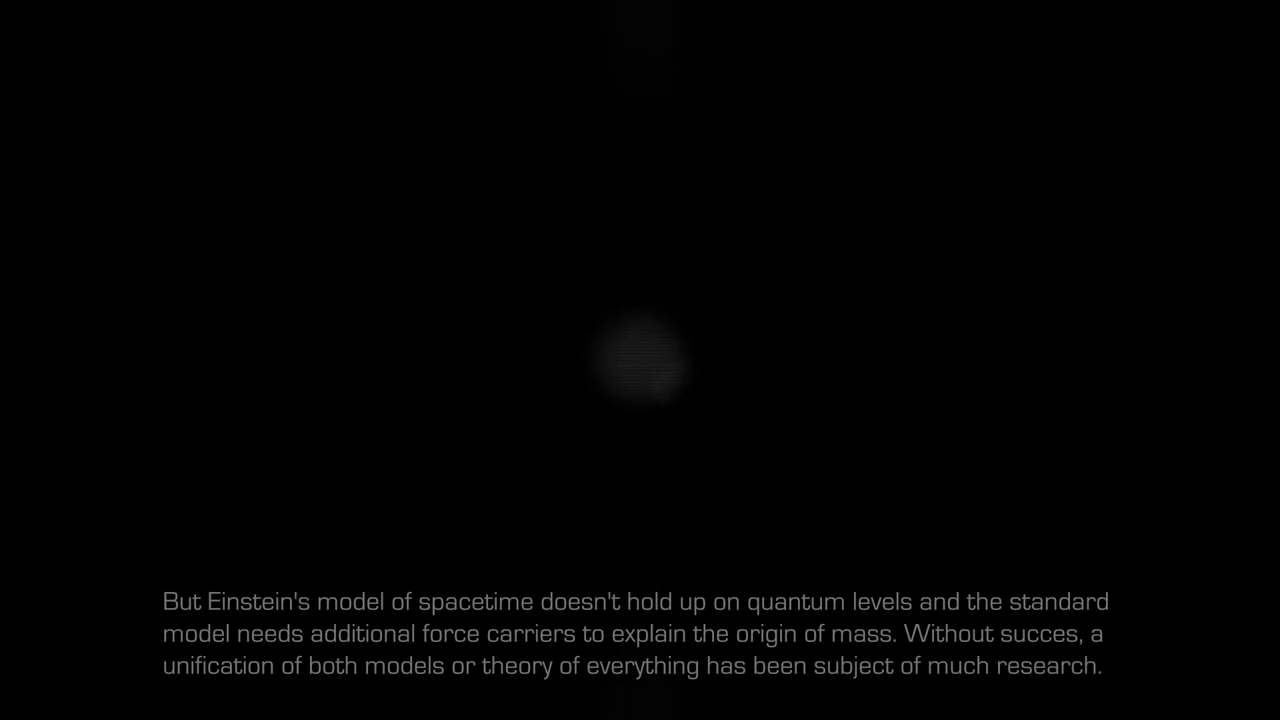 But Einstein's model of spacetime doesn't hold up on quantum levels and the standard
model needs additional force carriers to explain the origin of mass. Without succes, a
unification of both models or theory of everything has been subject of much research.